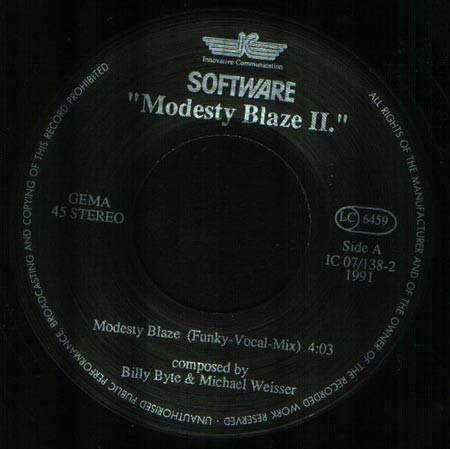 IC
Innovative Communication
SOFTWARE
"Modesty Blaze II."
GEMA
45 STEREO
LC 6459
Side A
IC 07/138-2
1991
Modesty Blaze (Funky-Vocal-Mix) 4:03
composed by
Billy Byte & Michael Weisser
ALL RIGHTS OF THE MANUFACTURER AND OF THE OWNER OF THE RECORDED WORK RESERVED - UNAUTHORISED PUBLIC PERFORMANCE, BROADCASTING AND COPYING OF THIS RECORD PROHIBITED